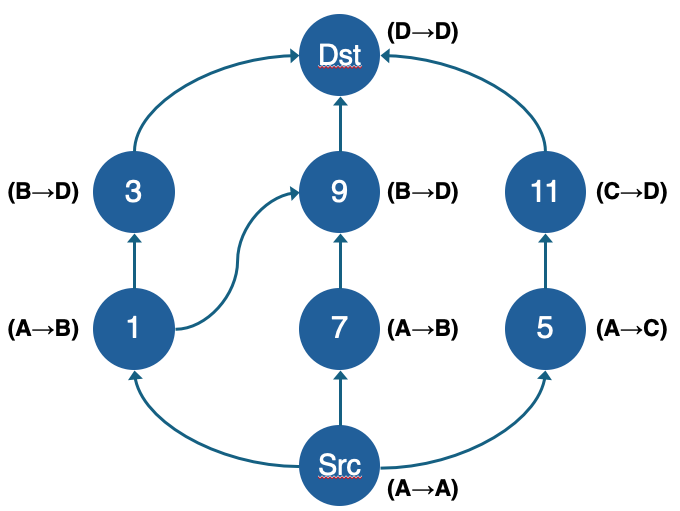 (D→D)
Dst
(B→D)
3
9
(B→D)
11
(C→D)
(A→B)
1
7
(A→B)
5
(A→C)
Src
(A→A)